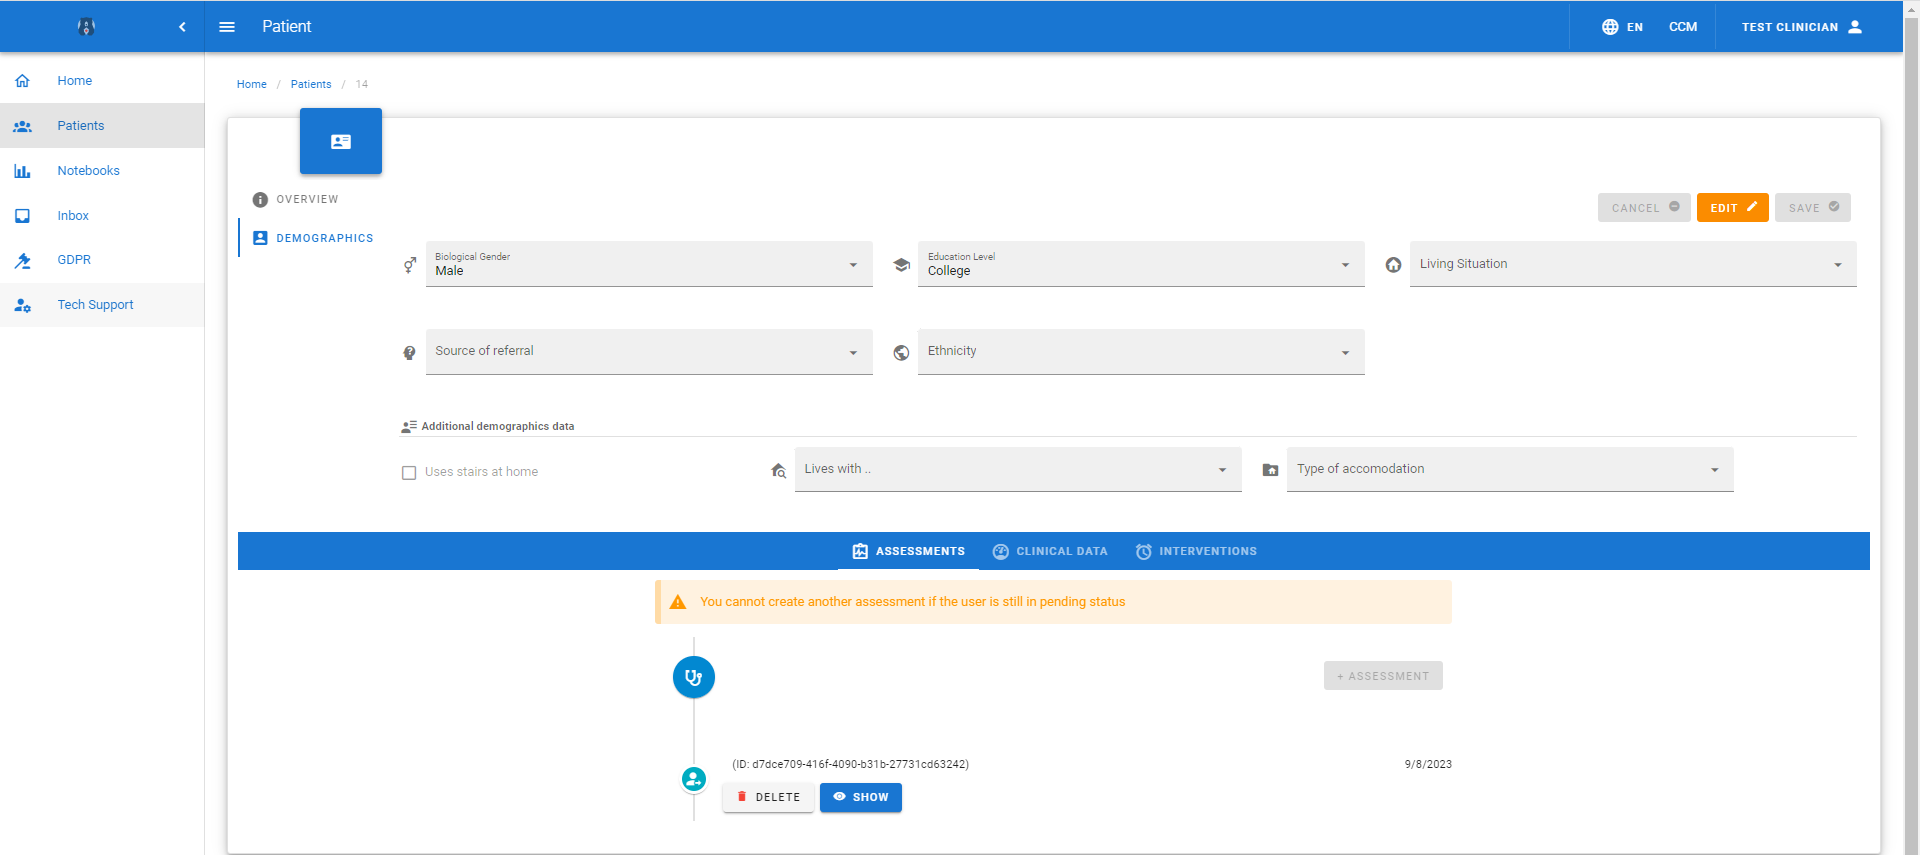 Patient
EN
CCM
TEST CLINICIAN
Home
Patients
Notebooks
Inbox
GDPR
Tech Support
Home / Patients / 14
OVERVIEW
DEMOGRAPHICS
CANCEL
EDIT
SAVE
Biological Gender
Male
Education Level
College
Living Situation
Source of referral
Ethnicity
Additional demographics data
Uses stairs at home
Lives with ..
Type of accomodation
ASSESSMENTS
CLINICAL DATA
INTERVENTIONS
You cannot create another assessment if the user is still in pending status
+ ASSESSMENT
(ID: d7dce709-416f-4090-b31b-27731cd63242)
9/8/2023
DELETE
SHOW